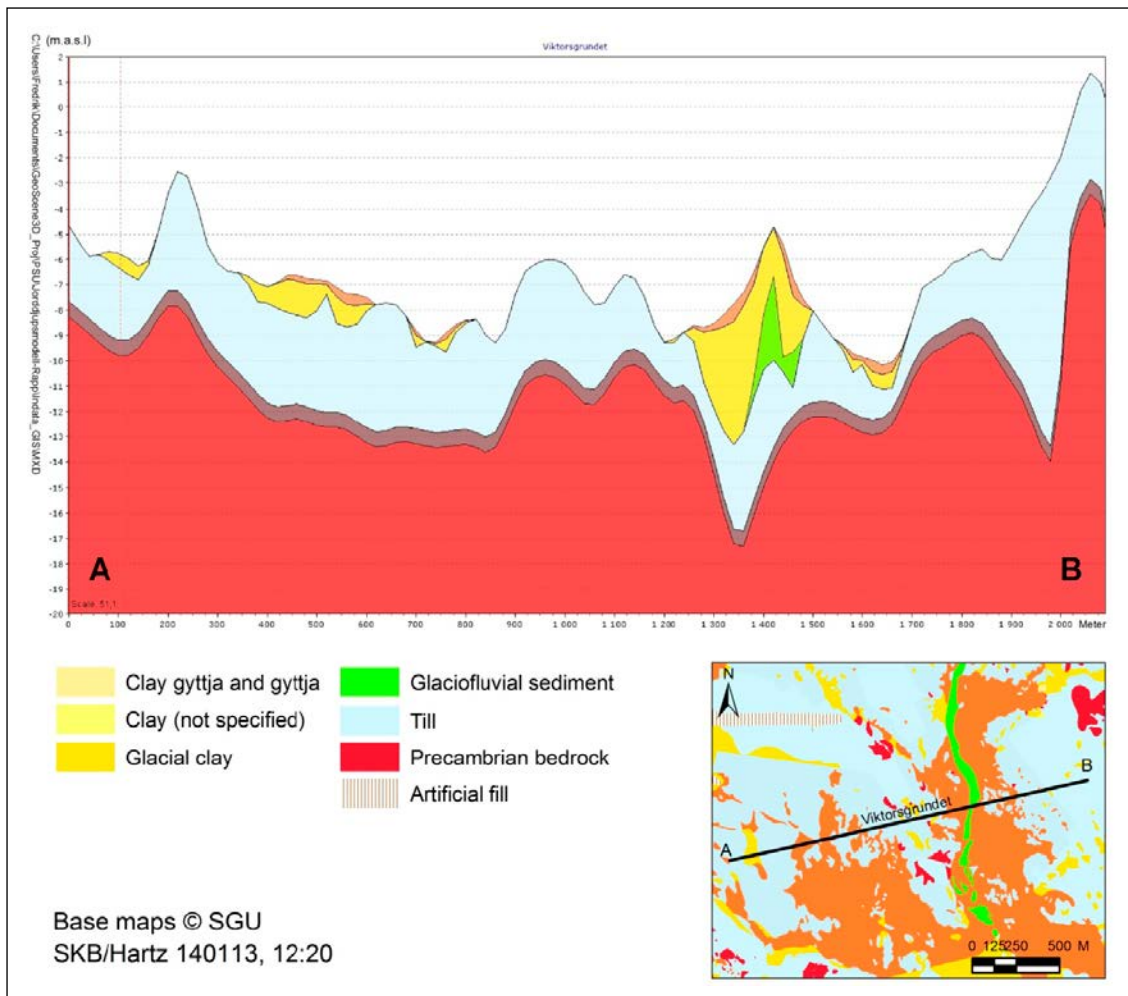 (m.a.s.l)
Viktorsgrundet
C:\Users\Fredrik\Documents\GeoScene3D_Proj\PSU\Jorddjupsmodell-Rapp\Indata_GIS\MXD
2
1
0
-1
-2
-3
-4
-5
-6
-7
-8
-9
-10
-11
-12
-13
-14
-15
-16
-17
-18
-19
-20
A
B
Scale: 51,1
0 100 200 300 400 500 600 700 800 900 1 000 1 100 1 200 1 300 1 400 1 500 1 600 1 700 1 800 1 900 2 000 Meter
Clay gyttja and gyttja
Clay (not specified)
Glacial clay
Glaciofluvial sediment
Till
Precambrian bedrock
Artificial fill
N
B
Viktorsgrundet
A
0 125 250 500 M
Base maps © SGU
SKB/Hartz 140113, 12:20